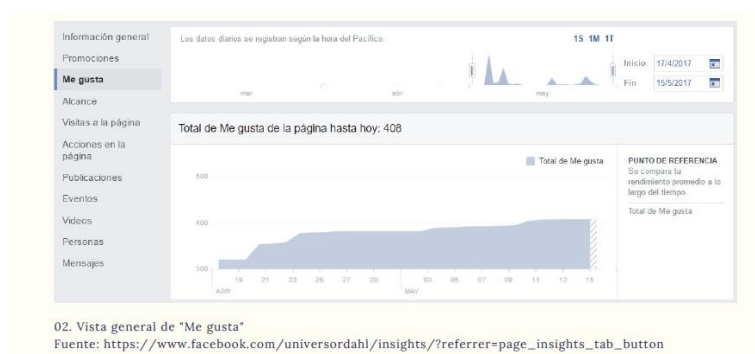 Información general
Promociones
Me gusta
Alcance
Visitas a la página
Acciones en la
página
Publicaciones
Eventos
Videos
Personas
Mensajes
Los datos diarios se registran según la hora del Pacífico.
1S 1M 1T
mar abr may
Inicio 17/4/2017
Fin 15/5/2017
Total de Me gusta de la página hasta hoy: 408
Total de Me gusta
500
400
300
19 21 23 25 27 29 03 05 07 09 11 13 15
ABR MAY
PUNTO DE REFERENCIA
Se compara tu
rendimiento promedio a lo
largo del tiempo.
Total de Me gusta
02. Vista general de "Me gusta"
Fuente: https://www.facebook.com/universordahl/insights/?referrer=page_insights_tab_button